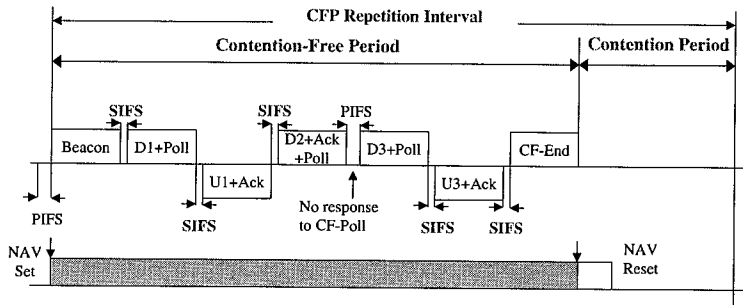 CFP Repetition Interval
Contention-Free Period
Contention Period
SIFS
SIFS
PIFS
Beacon
D1+Poll
D2+Ack
+Poll
D3+Poll
CF-End
U1+Ack
U3+Ack
PIFS
SIFS
No response
to CF-Poll
SIFS
SIFS
NAV
Set
NAV
Reset